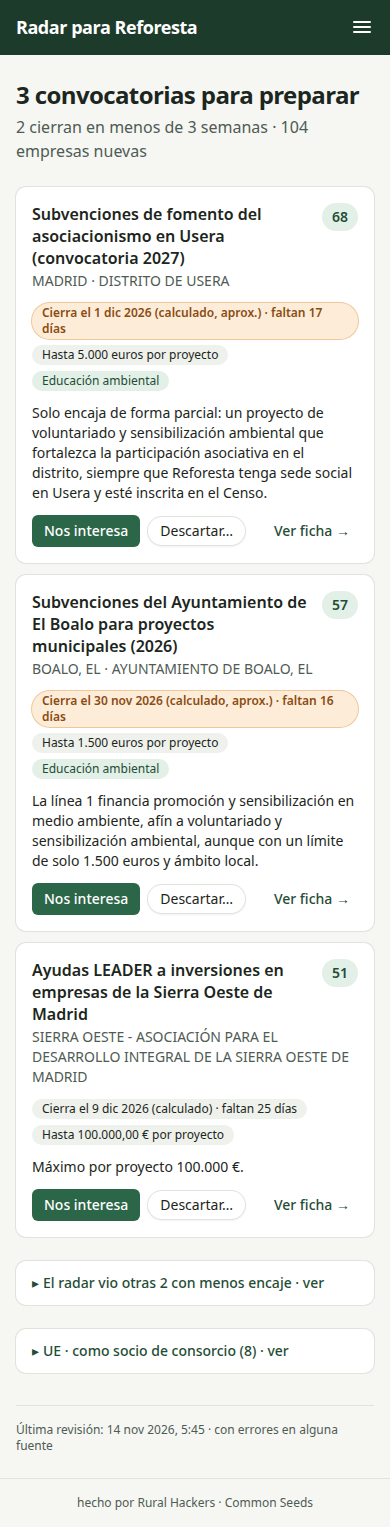 Radar para Reforesta
3 convocatorias para preparar
2 cierran en menos de 3 semanas · 104
empresas nuevas
Subvenciones de fomento del
asociacionismo en Usera
(convocatoria 2027)
68
MADRID · DISTRITO DE USERA
Cierra el 1 dic 2026 (calculado, aprox.) · faltan 17
días
Hasta 5.000 euros por proyecto
Educación ambiental
Solo encaja de forma parcial: un proyecto de
voluntariado y sensibilización ambiental que
fortalezca la participación asociativa en el
distrito, siempre que Reforesta tenga sede social
en Usera y esté inscrita en el Censo.
Nos interesa Descartar... Ver ficha →
Subvenciones del Ayuntamiento de
El Boalo para proyectos
municipales (2026)
57
BOALO, EL · AYUNTAMIENTO DE BOALO, EL
Cierra el 30 nov 2026 (calculado, aprox.) · faltan 16
días
Hasta 1.500 euros por proyecto
Educación ambiental
La línea 1 financia promoción y sensibilización en
medio ambiente, afín a voluntariado y
sensibilización ambiental, aunque con un límite
de solo 1.500 euros y ámbito local.
Nos interesa Descartar... Ver ficha →
Ayudas LEADER a inversiones en
empresas de la Sierra Oeste de
Madrid
51
SIERRA OESTE - ASOCIACIÓN PARA EL
DESARROLLO INTEGRAL DE LA SIERRA OESTE DE
MADRID
Cierra el 9 dic 2026 (calculado) · faltan 25 días
Hasta 100.000,00 € por proyecto
Máximo por proyecto 100.000 €.
Nos interesa Descartar... Ver ficha →
▸ El radar vio otras 2 con menos encaje · ver
▸ UE · como socio de consorcio (8) · ver
Última revisión: 14 nov 2026, 5:45 · con errores en alguna
fuente
hecho por Rural Hackers · Common Seeds